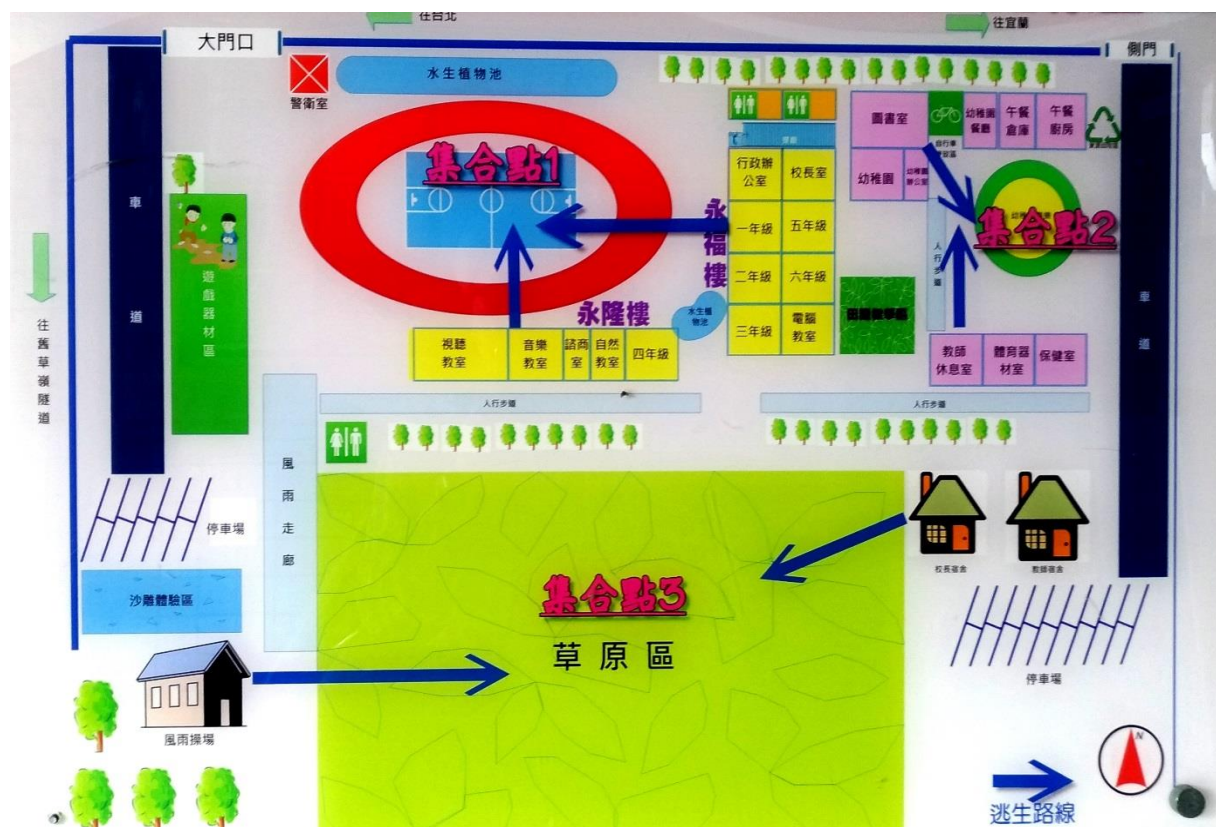 往台北
往宜蘭
大門口
側門
警衛室
水生植物池
車道
往舊草嶺隧道
遊戲器材區
集合點1
永福樓
永隆樓
水生植
物池
行政辦
公室
校長室
一年級
五年級
二年級
六年級
三年級
電腦
教室
圖書室
幼稚園
餐廳
午餐
倉庫
午餐
廚房
幼稚園
幼稚園
辦公室
集合點2
人行步道
車道
視聽
教室
音樂
教室
諮商
室
自然
教室
四年級
教師
休息室
體育器
材室
保健室
人行步道
人行步道
風雨走廊
停車場
沙雕體驗區
風雨操場
集合點3
草原區
校長宿舍
教師宿舍
停車場
N
逃生路線